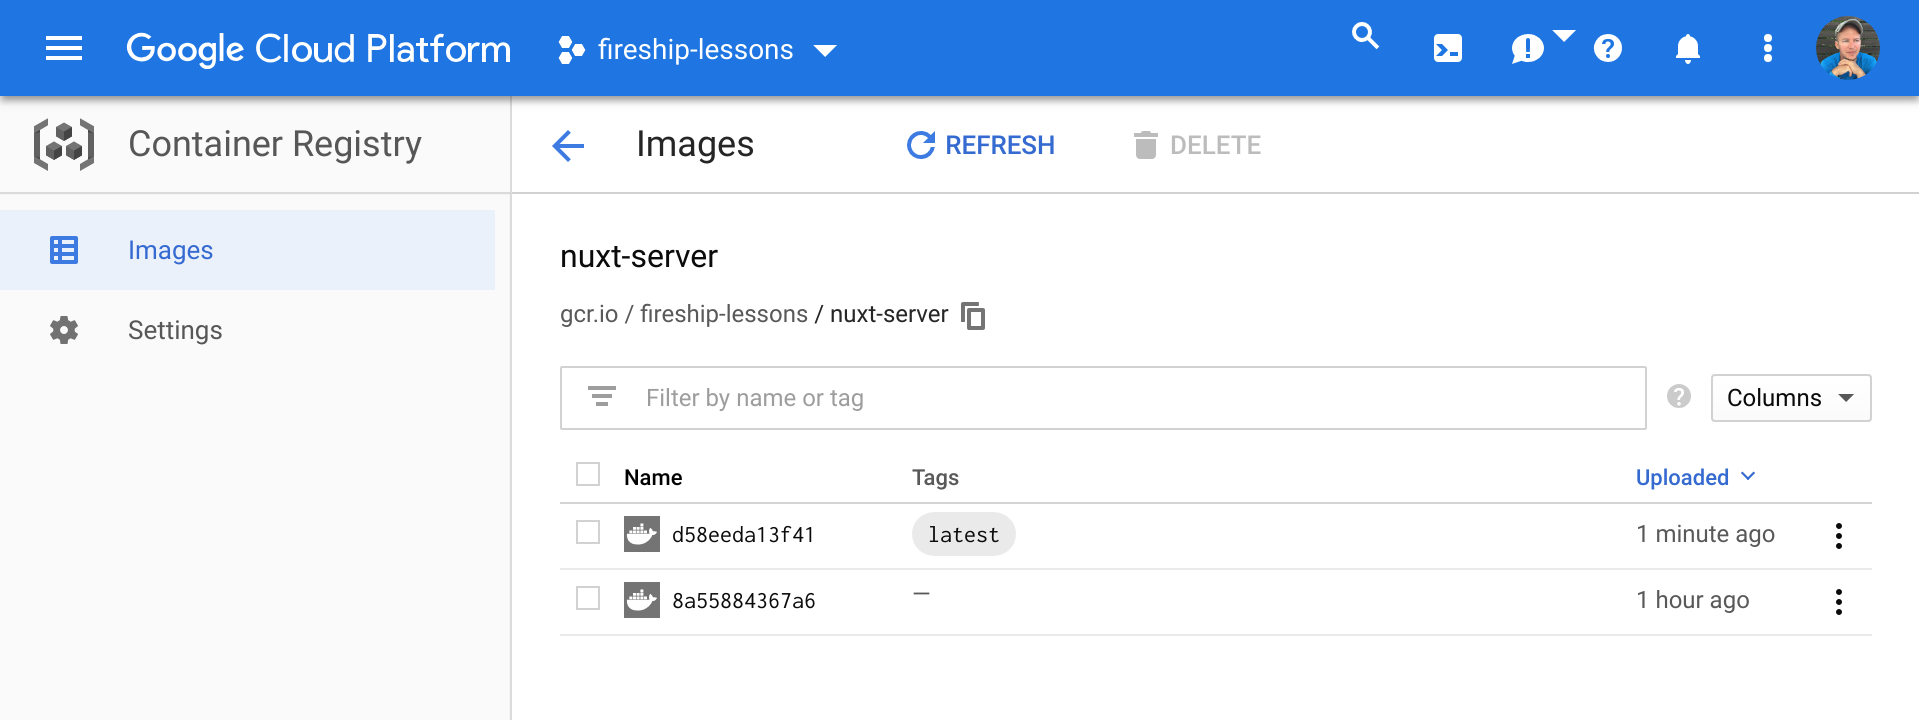 Google Cloud Platform fireship-lessons
Container Registry
Images REFRESH DELETE
Images
Settings
nuxt-server
gcr.io / fireship-lessons / nuxt-server
Filter by name or tag Columns
Name Tags Uploaded
d58eeda13f41 latest 1 minute ago
8a55884367a6 — 1 hour ago